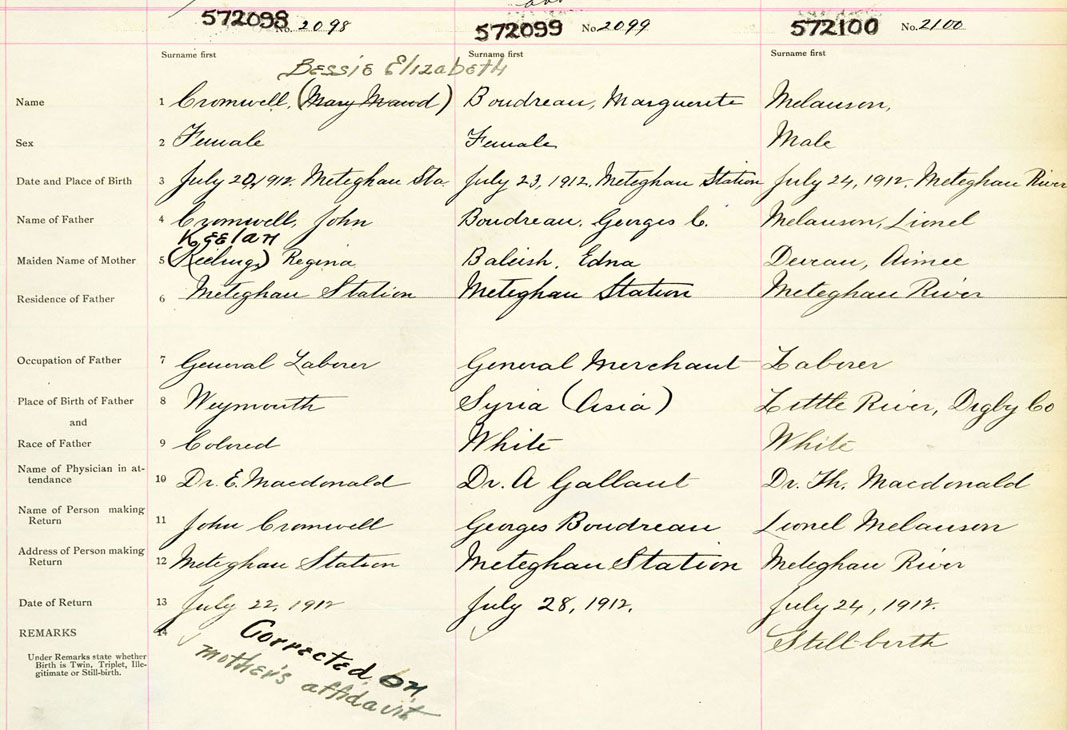 572098 No. 2098 572099 No. 2099 572100 No. 2100
Surname first Surname first Surname first
Bessie Elizabeth
Name 1 Cromwell, (Mary Maud) Boudreau, Marguerite Melanson,
Sex 2 Female Female Male
Date and Place of Birth 3 July 20, 1912. Meteghan Sta. July 23, 1912, Meteghan Station July 24, 1912, Meteghan River
Name of Father 4 Cromwell, John Boudreau, Georges C. Melanson, Lionel
Keelan
Maiden Name of Mother 5 (Keeling) Regina Baleish, Edna Deveau, Aimee
Residence of Father 6 Meteghan Station Meteghan Station Meteghan River
Occupation of Father 7 General Laborer General Merchant Laborer
Place of Birth of Father 8 Weymouth Syria (Asia) Little River, Digby Co
and
Race of Father 9 Colored White White
Name of Physician in at-
tendance 10 Dr. E. Macdonald Dr. A Gallant Dr. Th. Macdonald
Name of Person making
Return 11 John Cromwell Georges Boudreau Lionel Melanson
Address of Person making
Return 12 Meteghan Station Meteghan Station Meteghan River
Date of Return 13 July 22, 1912 July 28, 1912. July 24, 1912.
REMARKS 14 Still-birth
Under Remarks state whether
Birth is Twin, Triplet, Ille-
gitimate or Still-birth.
Corrected on
mother's affidavit